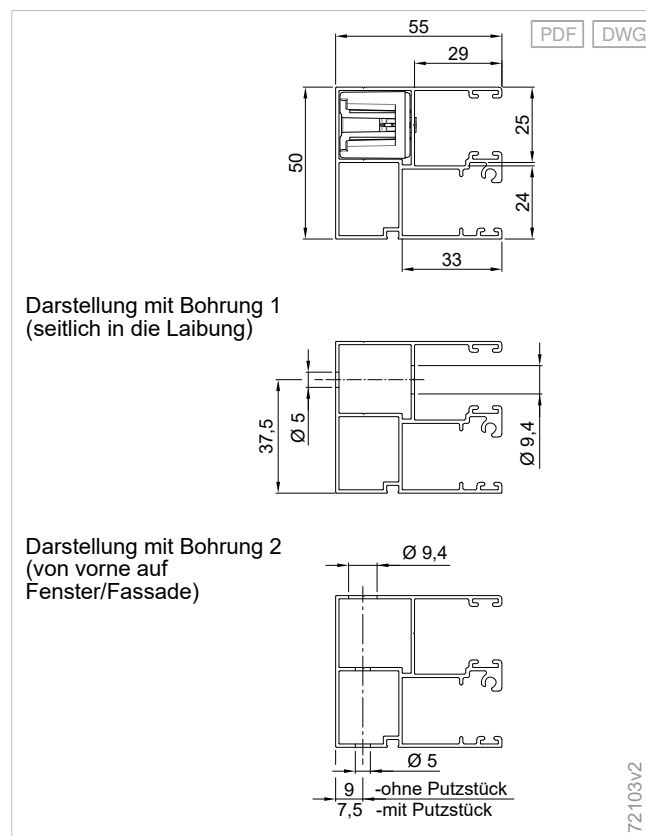 55
PDF DWG
29
50
25
24
33
Darstellung mit Bohrung 1
(seitlich in die Laibung)
37,5
Ø 5
Ø 9,4
Darstellung mit Bohrung 2
(von vorne auf
Fenster/Fassade)
Ø 9,4
Ø 5
9 -ohne Putzstück
7,5 -mit Putzstück
72103v2